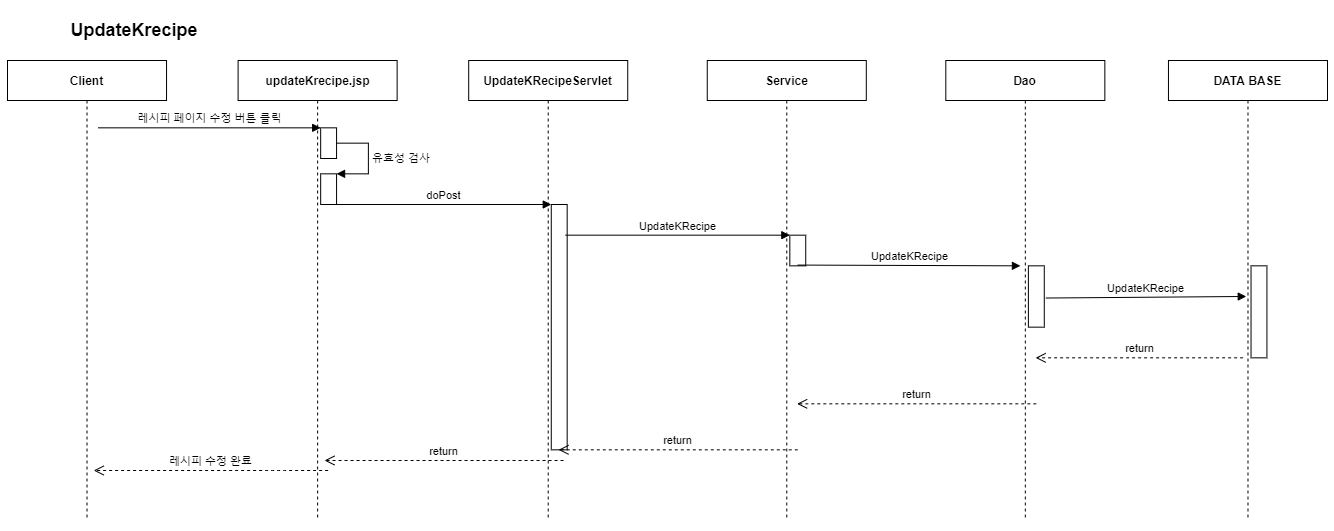 UpdateKrecipe
Client
updateKrecipe.jsp
UpdateKRecipeServlet
Service
Dao
DATA BASE
레시피 페이지 수정 버튼 클릭
유효성 검사
doPost
UpdateKRecipe
UpdateKRecipe
UpdateKRecipe
return
return
return
return
레시피 수정 완료